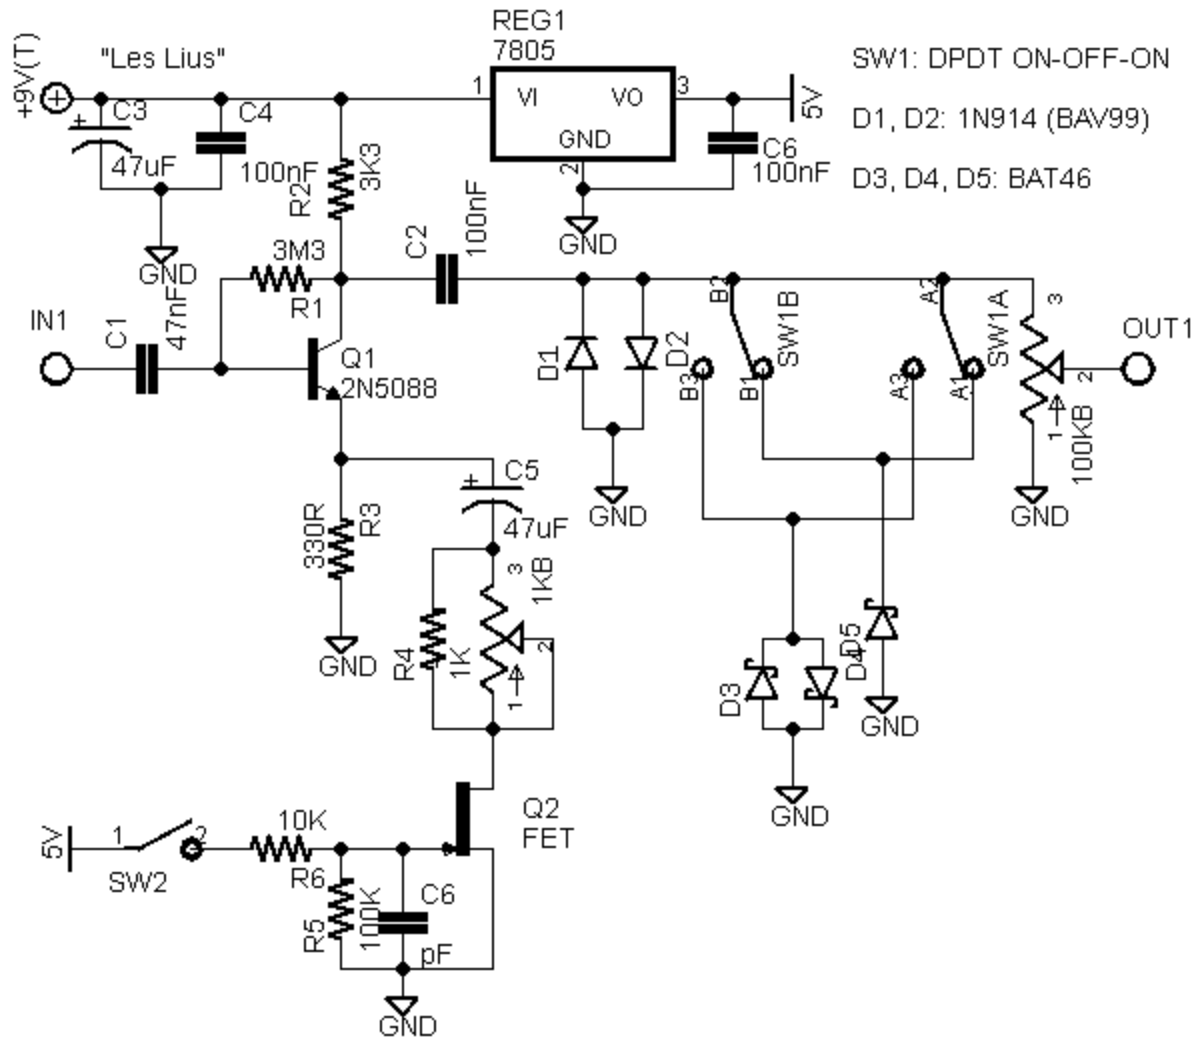 REG1
7805
"Les Lius"
SW1: DPDT ON-OFF-ON
+9V(T)
C3
C4
1
VI
VO
3
5V
GND
2
D1, D2: 1N914 (BAV99)
+
47uF
100nF
R2
3K3
C6
100nF
D3, D4, D5: BAT46
GND
GND
C2
100nF
3M3
R1
IN1
C1
47nF
Q1
2N5088
D1
D2
B2
SW1B
B3
B1
A2
SW1A
A3
A1
3
OUT1
2
1
100KB
GND
GND
+
C5
47uF
330R
R3
GND
3
1KB
R4
1K
2
1
D3
D4
D5
GND
GND
Q2
FET
5V
1
2
SW2
10K
R6
R5
100K
C6
pF
GND